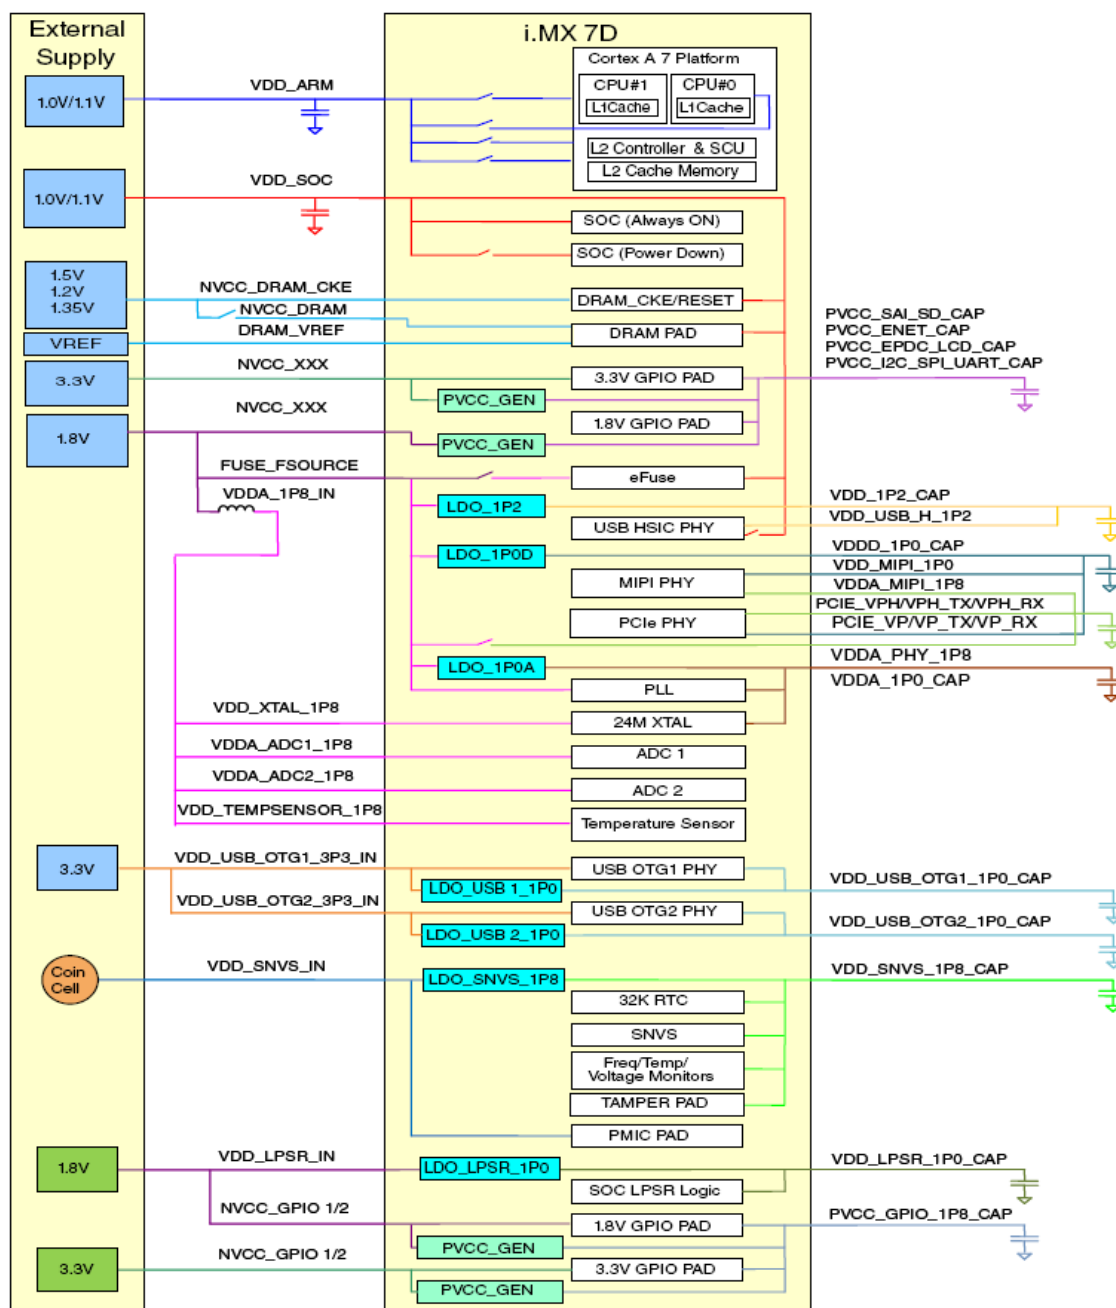 External
Supply
i.MX 7D
Cortex A 7 Platform
CPU#1
CPU#0
L1Cache
L1Cache
L2 Controller & SCU
L2 Cache Memory
1.0V/1.1V
VDD_ARM
1.0V/1.1V
VDD_SOC
SOC (Always ON)
SOC (Power Down)
1.5V
1.2V
1.35V
NVCC_DRAM_CKE
NVCC_DRAM
DRAM_VREF
VREF
DRAM_CKE/RESET
DRAM PAD
PVCC_SAI_SD_CAP
PVCC_ENET_CAP
PVCC_EPDC_LCD_CAP
PVCC_I2C_SPI_UART_CAP
3.3V
NVCC_XXX
3.3V GPIO PAD
PVCC_GEN
NVCC_XXX
1.8V
1.8V GPIO PAD
PVCC_GEN
FUSE_FSOURCE
eFuse
VDDA_1P8_IN
LDO_1P2
VDD_1P2_CAP
USB HSIC PHY
VDD_USB_H_1P2
LDO_1P0D
VDDD_1P0_CAP
VDD_MIPI_1P0
MIPI PHY
VDDA_MIPI_1P8
PCIE_VPH/VPH_TX/VPH_RX
PCIe PHY
PCIE_VP/VP_TX/VP_RX
LDO_1P0A
VDDA_PHY_1P8
VDDA_1P0_CAP
PLL
VDD_XTAL_1P8
24M XTAL
VDDA_ADC1_1P8
ADC 1
VDDA_ADC2_1P8
ADC 2
VDD_TEMPSENSOR_1P8
Temperature Sensor
3.3V
VDD_USB_OTG1_3P3_IN
USB OTG1 PHY
LDO_USB 1_1P0
VDD_USB_OTG1_1P0_CAP
VDD_USB_OTG2_3P3_IN
USB OTG2 PHY
LDO_USB 2_1P0
VDD_USB_OTG2_1P0_CAP
Coin
Cell
VDD_SNVS_IN
LDO_SNVS_1P8
VDD_SNVS_1P8_CAP
32K RTC
SNVS
Freq/Temp/
Voltage Monitors
TAMPER PAD
PMIC PAD
1.8V
VDD_LPSR_IN
LDO_LPSR_1P0
VDD_LPSR_1P0_CAP
SOC LPSR Logic
NVCC_GPIO 1/2
1.8V GPIO PAD
PVCC_GPIO_1P8_CAP
PVCC_GEN
NVCC_GPIO 1/2
3.3V
3.3V GPIO PAD
PVCC_GEN